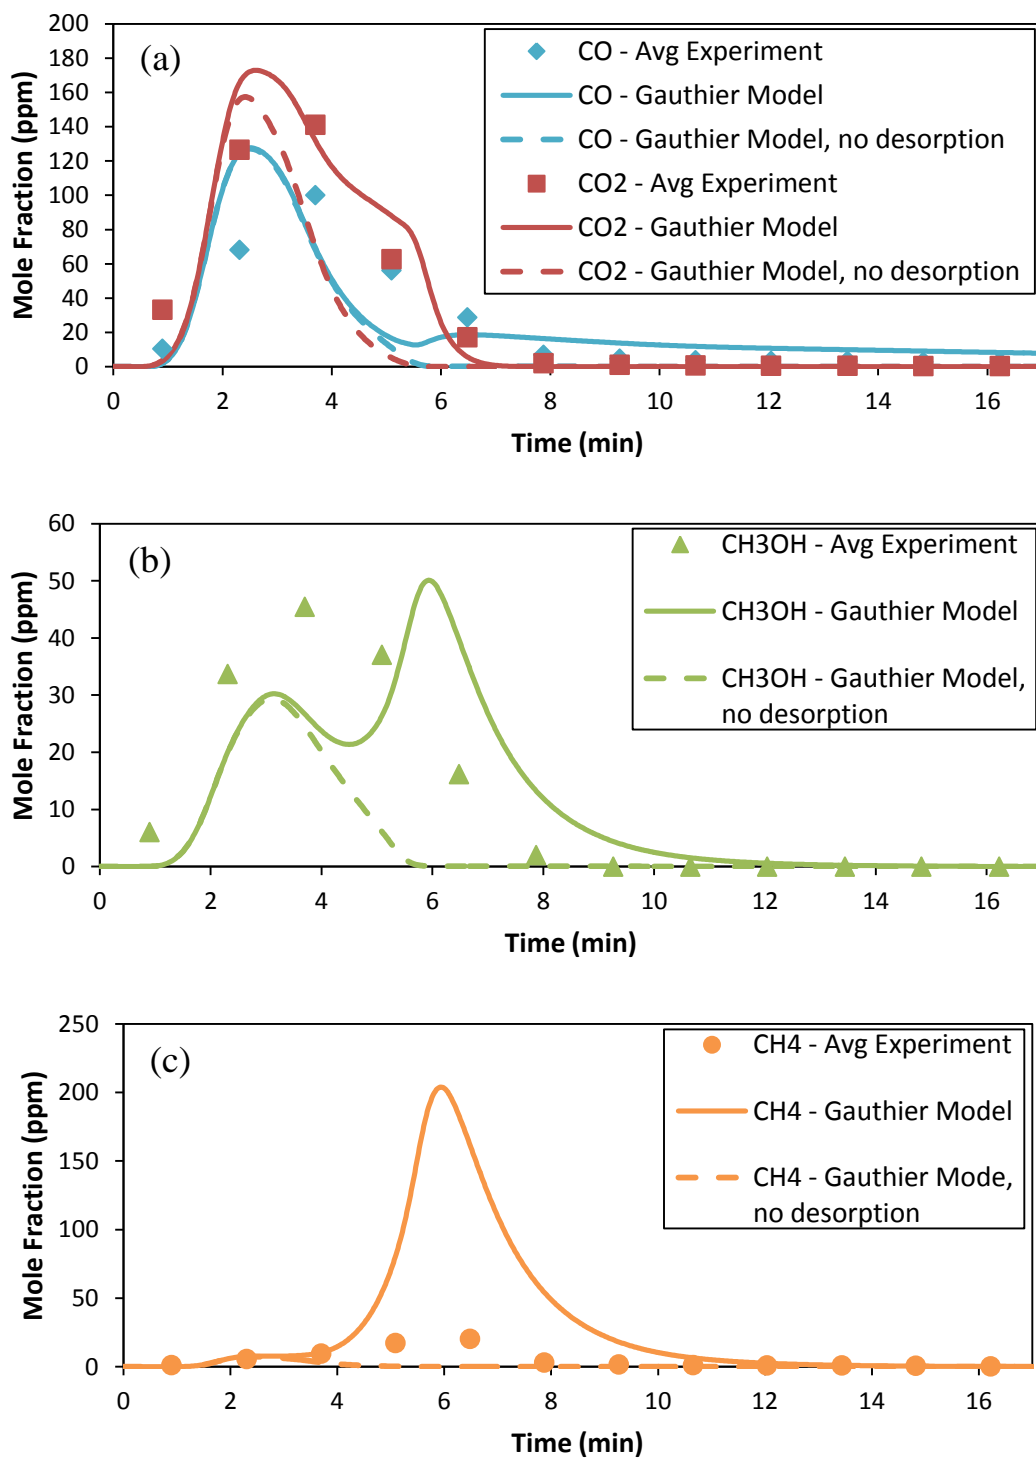 200
180
160
140
120
100
80
60
40
20
0
Mole Fraction (ppm)
(a)
CO - Avg Experiment
CO - Gauthier Model
CO - Gauthier Model, no desorption
CO2 - Avg Experiment
CO2 - Gauthier Model
CO2 - Gauthier Model, no desorption
0 2 4 6 8 10 12 14 16
Time (min)
60
50
40
30
20
10
0
Mole Fraction (ppm)
(b)
CH3OH - Avg Experiment
CH3OH - Gauthier Model
CH3OH - Gauthier Model,
no desorption
0 2 4 6 8 10 12 14 16
Time (min)
250
200
150
100
50
0
Mole Fraction (ppm)
(c)
CH4 - Avg Experiment
CH4 - Gauthier Model
CH4 - Gauthier Mode,
no desorption
0 2 4 6 8 10 12 14 16
Time (min)